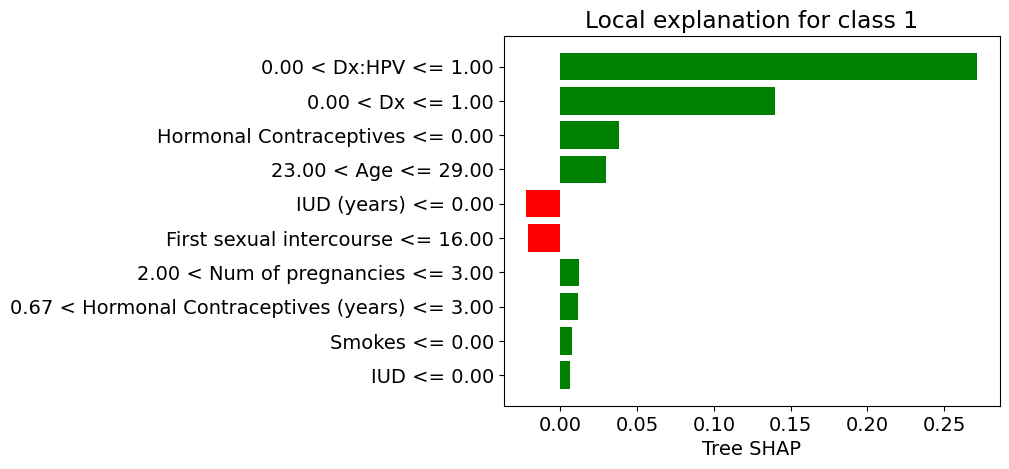 Local explanation for class 1
0.00 < Dx:HPV <= 1.00
0.00 < Dx <= 1.00
Hormonal Contraceptives <= 0.00
23.00 < Age <= 29.00
IUD (years) <= 0.00
First sexual intercourse <= 16.00
2.00 < Num of pregnancies <= 3.00
0.67 < Hormonal Contraceptives (years) <= 3.00
Smokes <= 0.00
IUD <= 0.00
0.00 0.05 0.10 0.15 0.20 0.25
Tree SHAP